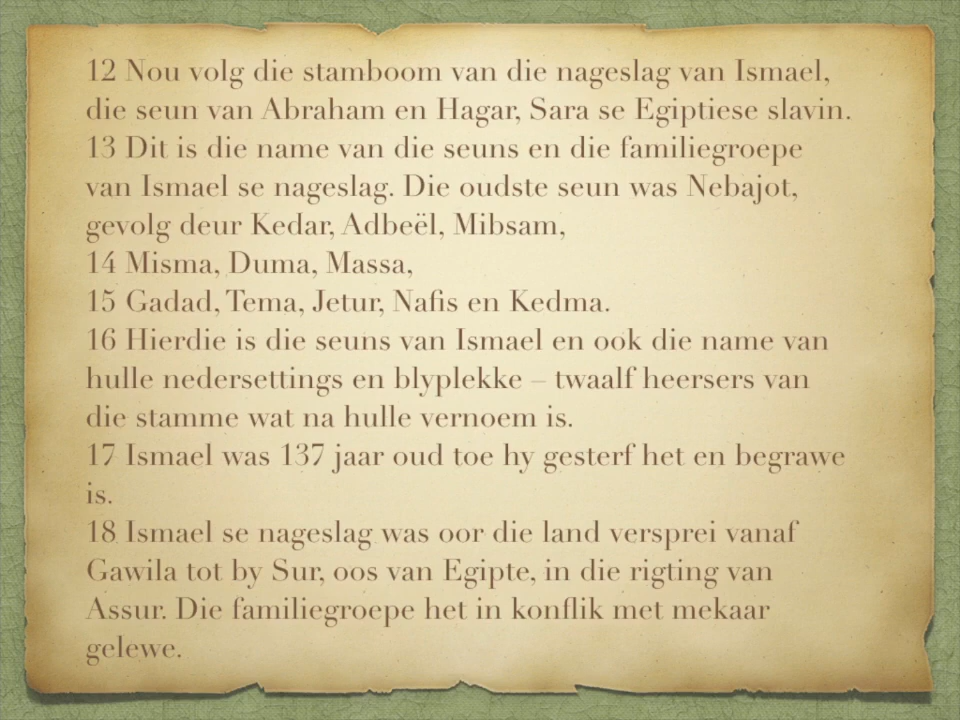 12 Nou volg die stamboom van die nageslag van Ismael,
die seun van Abraham en Hagar, Sara se Egiptiese slavin.
13 Dit is die name van die seuns en die familiegroepe
van Ismael se nageslag. Die oudste seun was Nebajot,
gevolg deur Kedar, Adbeël, Mibsam,
14 Misma, Duma, Massa,
15 Gadad, Tema, Jetur, Nafis en Kedma.
16 Hierdie is die seuns van Ismael en ook die name van
hulle nedersettings en blyplekke – twaalf heersers van
die stamme wat na hulle vernoem is.
17 Ismael was 137 jaar oud toe hy gesterf het en begrawe
is.
18 Ismael se nageslag was oor die land versprei vanaf
Gawila tot by Sur, oos van Egipte, in die rigting van
Assur. Die familiegroepe het in konflik met mekaar
gelewe.